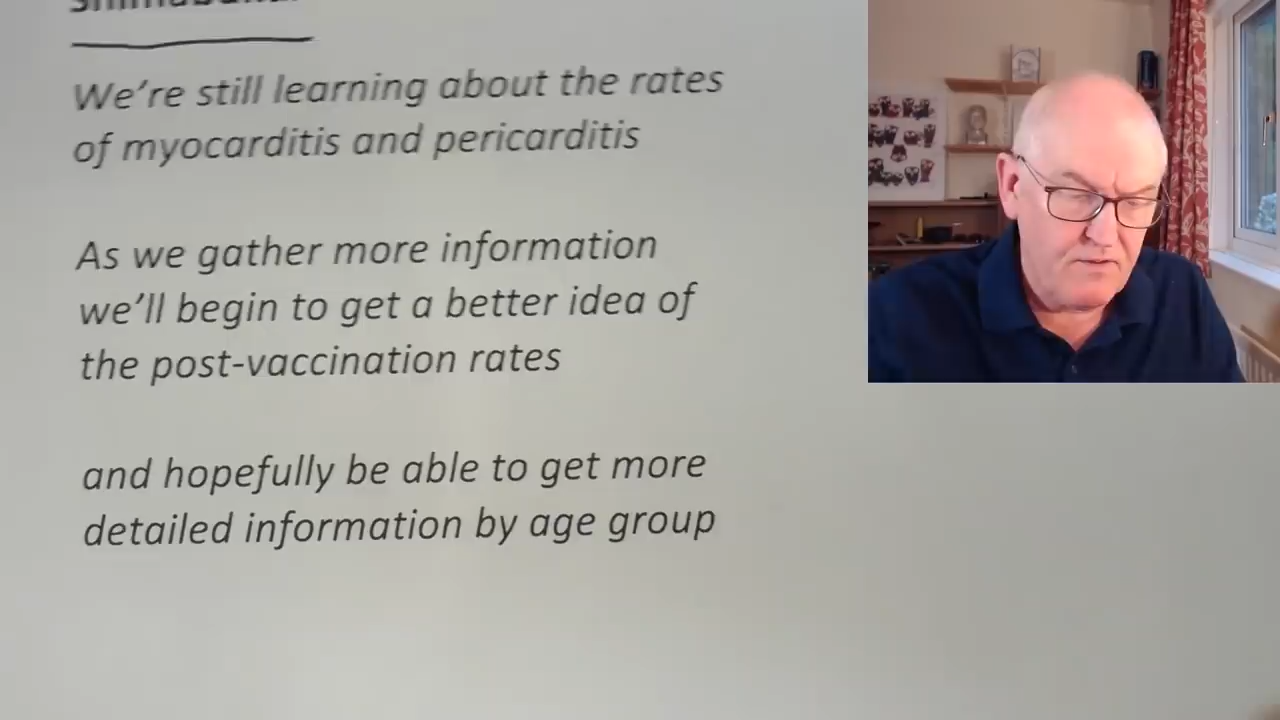 We're still learning about the rates
of myocarditis and pericarditis
As we gather more information
we'll begin to get a better idea of
the post-vaccination rates
and hopefully be able to get more
detailed information by age group